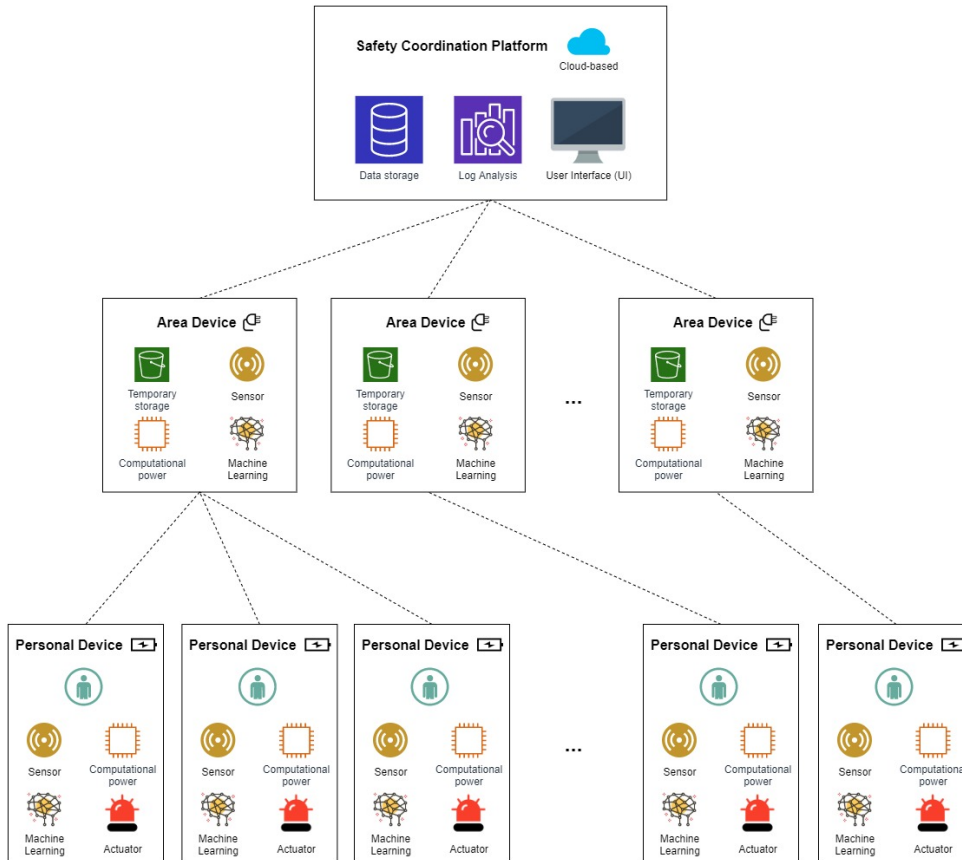 Safety Coordination Platform
Cloud-based
Data storage Log Analysis User Interface (UI)
Area Device Area Device Area Device
Temporary storage Sensor Temporary storage Sensor ... Temporary storage Sensor
Computational power Machine Learning Computational power Machine Learning Computational power Machine Learning
Personal Device Personal Device Personal Device Personal Device Personal Device
Sensor Computational power Sensor Computational power Sensor Computational power ... Sensor Computational power Sensor Computational power
Machine Learning Actuator Machine Learning Actuator Machine Learning Actuator Machine Learning Actuator Machine Learning Actuator